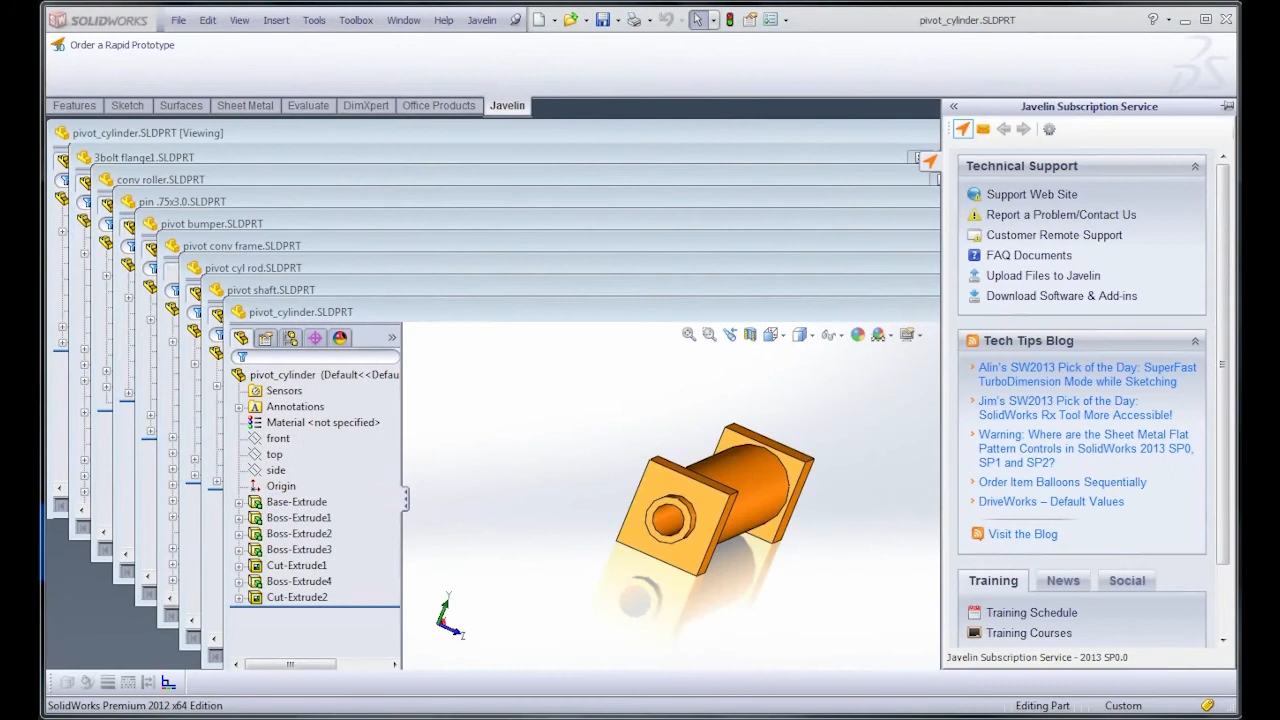 SOLIDWORKS File Edit View Insert Tools Toolbox Window Help Javelin pivot_cylinder.SLDPRT
Order a Rapid Prototype
Features Sketch Surfaces Sheet Metal Evaluate DimXpert Office Products Javelin
pivot_cylinder.SLDPRT [Viewing]
3bolt flange1.SLDPRT
conv roller.SLDPRT
pin .75x3.0.SLDPRT
pivot bumper.SLDPRT
pivot conv frame.SLDPRT
pivot cyl rod.SLDPRT
pivot shaft.SLDPRT
pivot_cylinder.SLDPRT
pivot_cylinder (Default<<Defau
Sensors
Annotations
Material <not specified>
front
top
side
Origin
Base-Extrude
Boss-Extrude1
Boss-Extrude2
Boss-Extrude3
Cut-Extrude1
Boss-Extrude4
Cut-Extrude2
Y
Z
Javelin Subscription Service
Technical Support
Support Web Site
Report a Problem/Contact Us
Customer Remote Support
FAQ Documents
Upload Files to Javelin
Download Software & Add-ins
Tech Tips Blog
Alin's SW2013 Pick of the Day: SuperFast
TurboDimension Mode while Sketching
Jim's SW2013 Pick of the Day:
SolidWorks Rx Tool More Accessible!
Warning: Where are the Sheet Metal Flat
Pattern Controls in SolidWorks 2013 SP0,
SP1 and SP2?
Order Item Balloons Sequentially
DriveWorks – Default Values
Visit the Blog
Training News Social
Training Schedule
Training Courses
Javelin Subscription Service - 2013 SP0.0
SolidWorks Premium 2012 x64 Edition Editing Part Custom